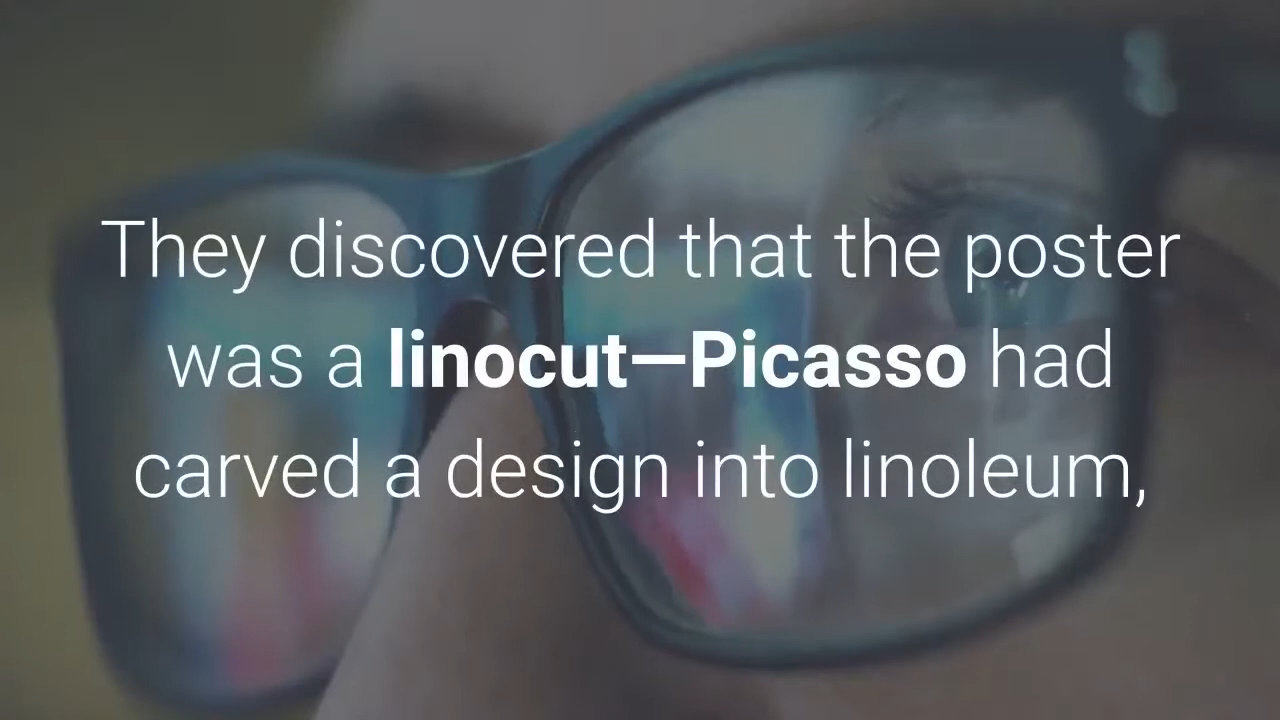 They discovered that the poster
was a linocut—Picasso had
carved a design into linoleum,